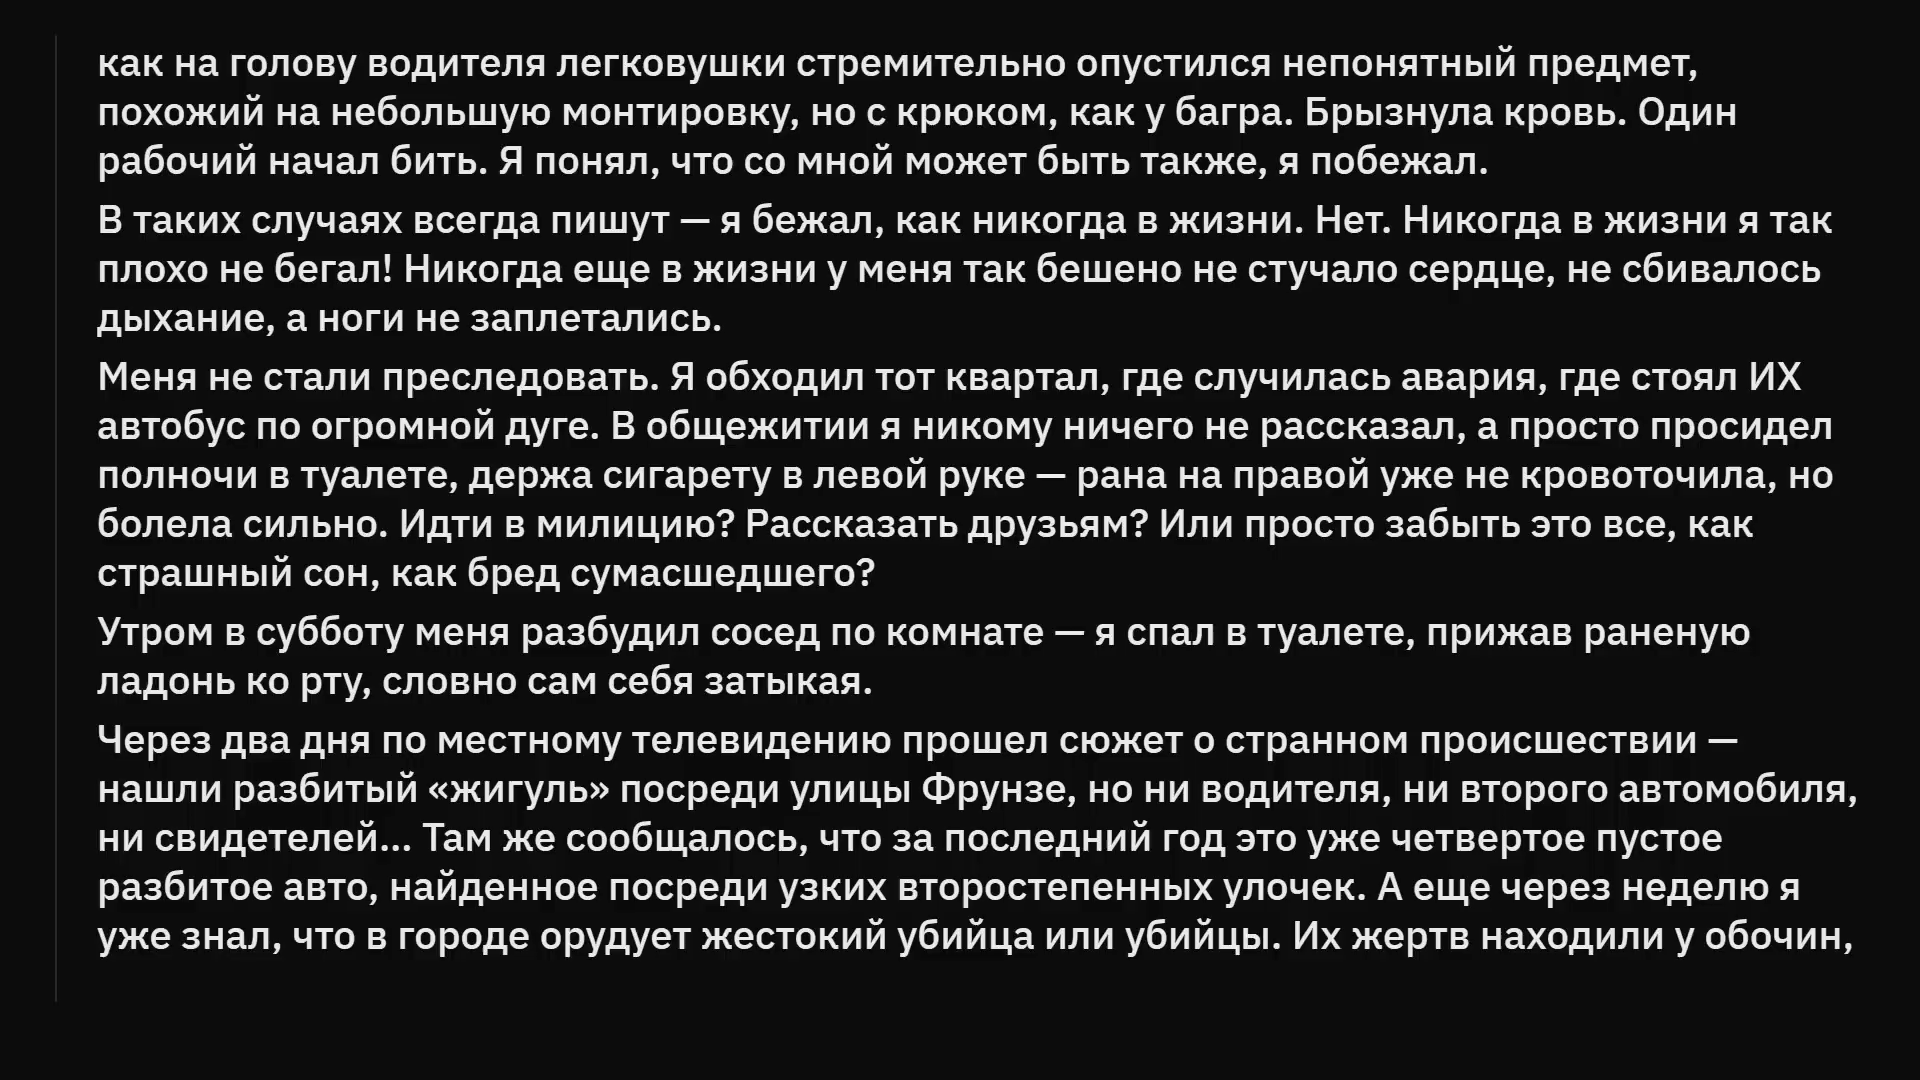 как на голову водителя легковушки стремительно опустился непонятный предмет,
похожий на небольшую монтировку, но с крюком, как у багра. Брызнула кровь. Один
рабочий начал бить. Я понял, что со мной может быть также, я побежал.
В таких случаях всегда пишут — я бежал, как никогда в жизни. Нет. Никогда в жизни я так
плохо не бегал! Никогда еще в жизни у меня так бешено не стучало сердце, не сбивалось
дыхание, а ноги не заплетались.
Меня не стали преследовать. Я обходил тот квартал, где случилась авария, где стоял ИХ
автобус по огромной дуге. В общежитии я никому ничего не рассказал, а просто просидел
полночи в туалете, держа сигарету в левой руке — рана на правой уже не кровоточила, но
болела сильно. Идти в милицию? Рассказать друзьям? Или просто забыть это все, как
страшный сон, как бред сумасшедшего?
Утром в субботу меня разбудил сосед по комнате — я спал в туалете, прижав раненую
ладонь ко рту, словно сам себя затыкая.
Через два дня по местному телевидению прошел сюжет о странном происшествии —
нашли разбитый «жигуль» посреди улицы Фрунзе, но ни водителя, ни второго автомобиля,
ни свидетелей... Там же сообщалось, что за последний год это уже четвертое пустое
разбитое авто, найденное посреди узких второстепенных улочек. А еще через неделю я
уже знал, что в городе орудует жестокий убийца или убийцы. Их жертв находили у обочин,